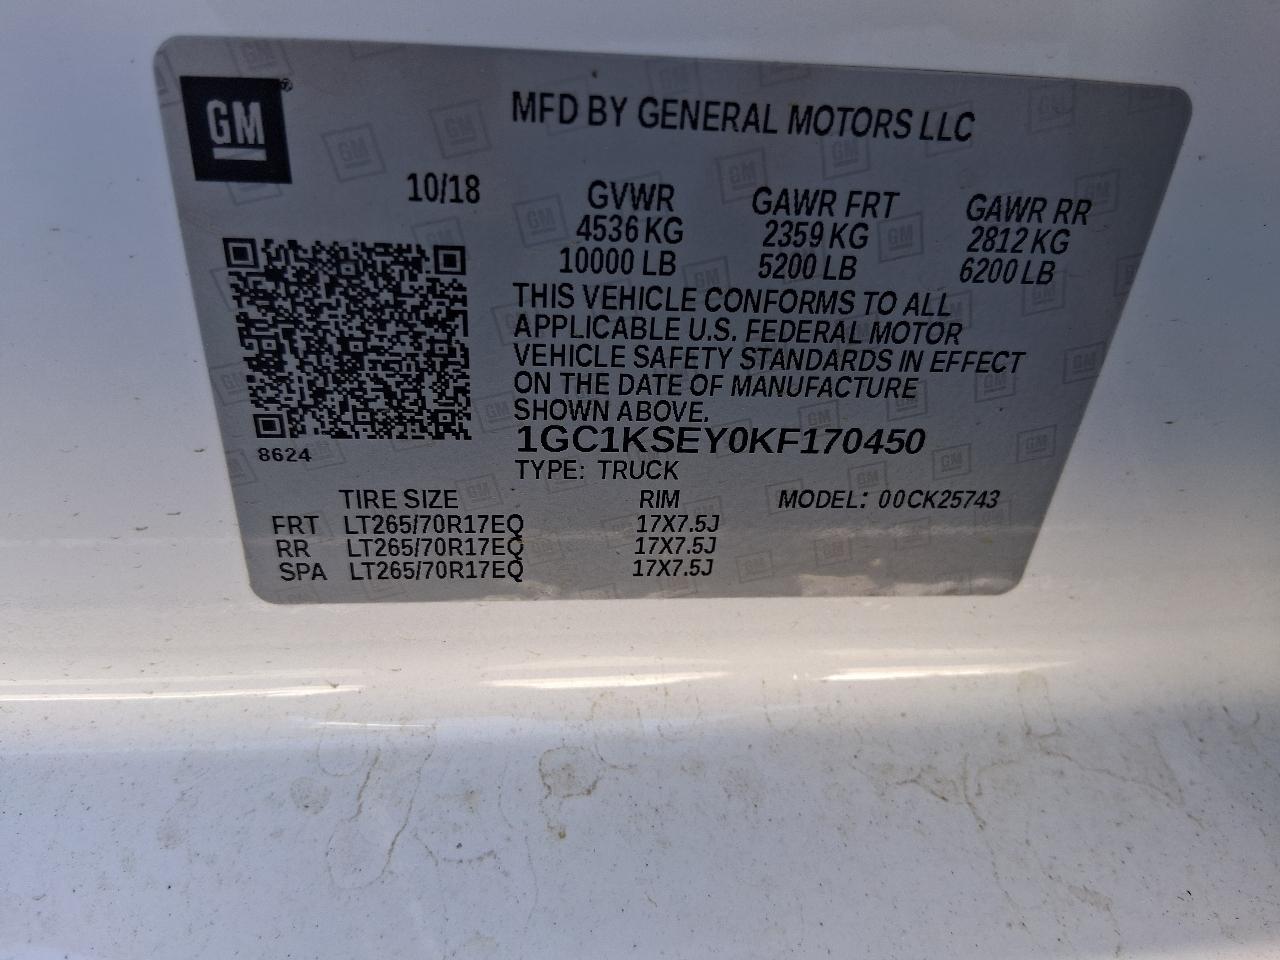 GM
MFD BY GENERAL MOTORS LLC
10/18
GVWR GAWR FRT GAWR RR
4536 KG 2359 KG 2812 KG
10000 LB 5200 LB 6200 LB
THIS VEHICLE CONFORMS TO ALL
APPLICABLE U.S. FEDERAL MOTOR
VEHICLE SAFETY STANDARDS IN EFFECT
ON THE DATE OF MANUFACTURE
SHOWN ABOVE.
1GC1KSEY0KF170450
8624
TYPE: TRUCK
TIRE SIZE RIM MODEL: 00CK25743
FRT LT265/70R17EQ 17X7.5J
RR LT265/70R17EQ 17X7.5J
SPA LT265/70R17EQ 17X7.5J